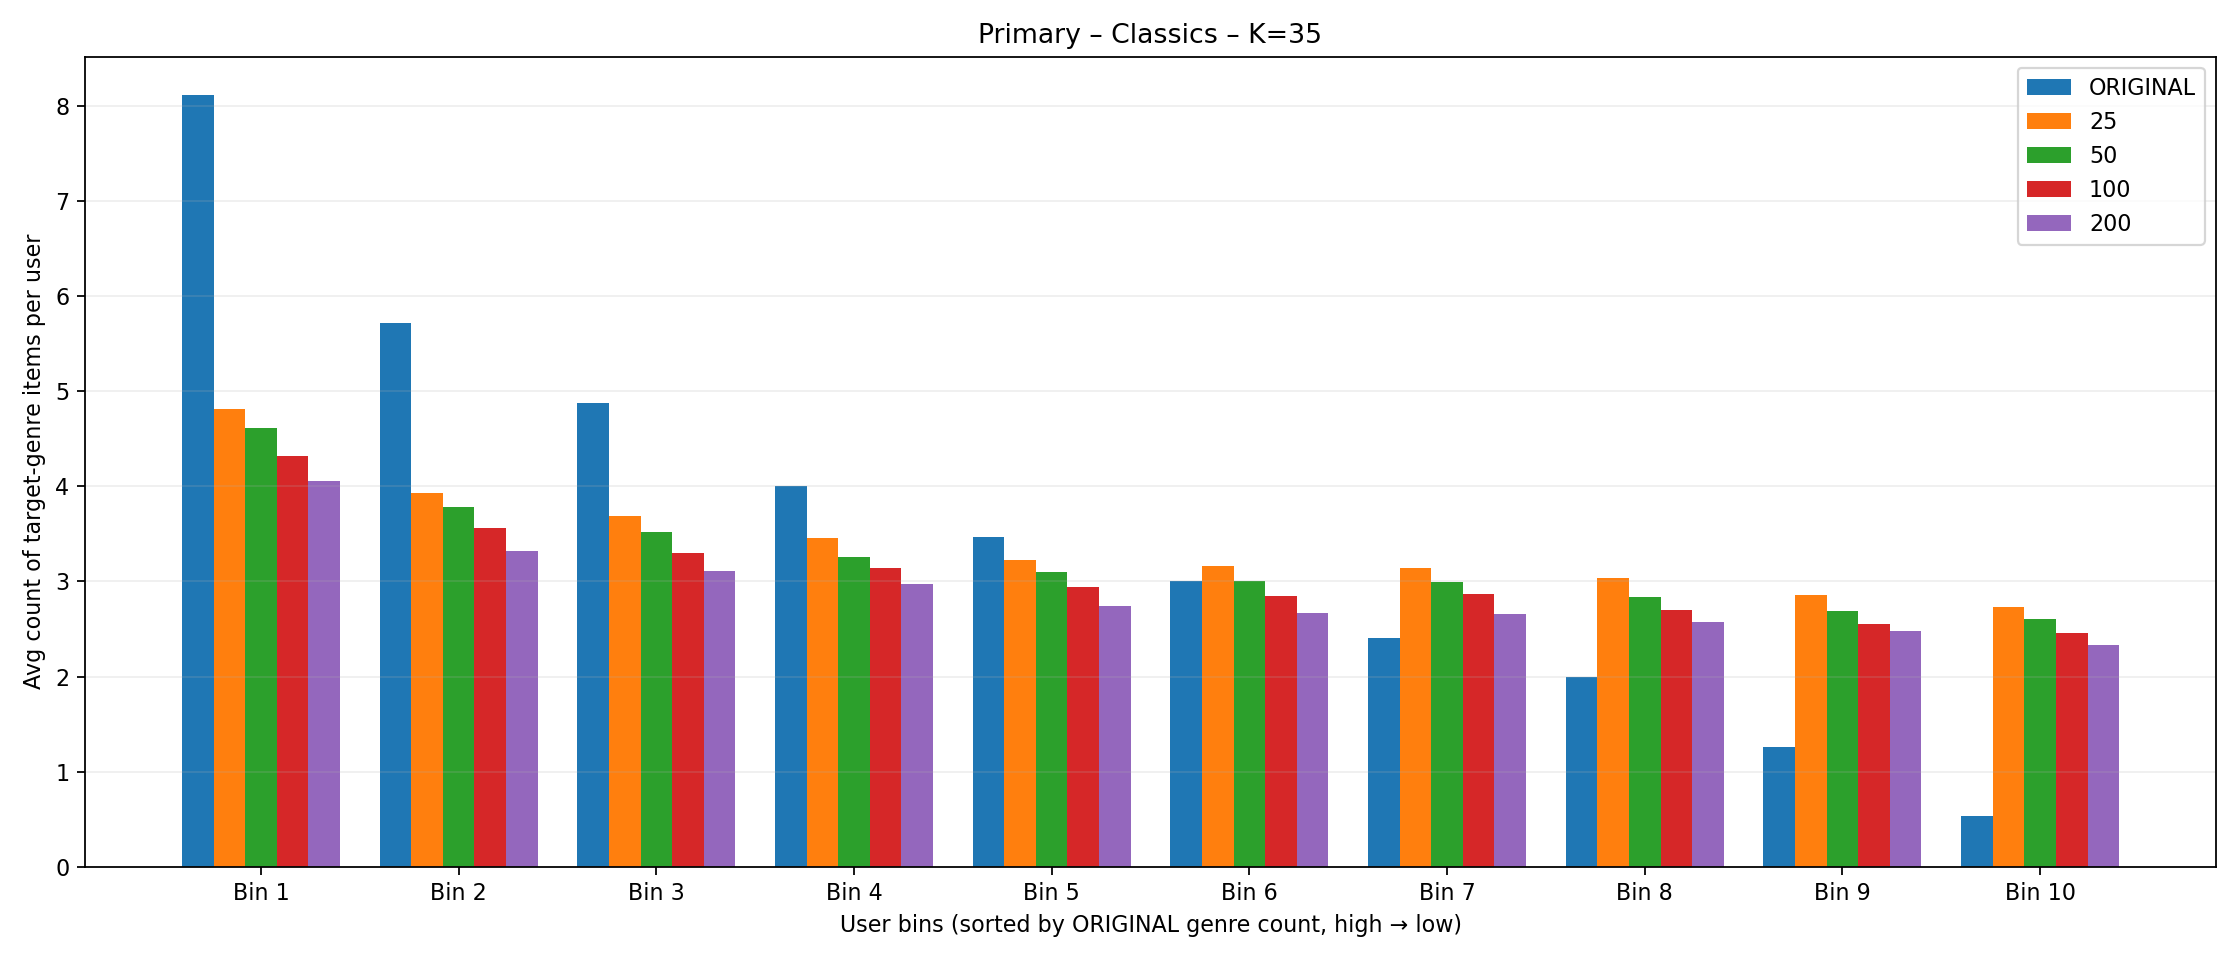 Primary – Classics – K=35
ORIGINAL
25
50
100
200
Avg count of target-genre items per user
8
7
6
5
4
3
2
1
0
Bin 1
Bin 2
Bin 3
Bin 4
Bin 5
Bin 6
Bin 7
Bin 8
Bin 9
Bin 10
User bins (sorted by ORIGINAL genre count, high → low)